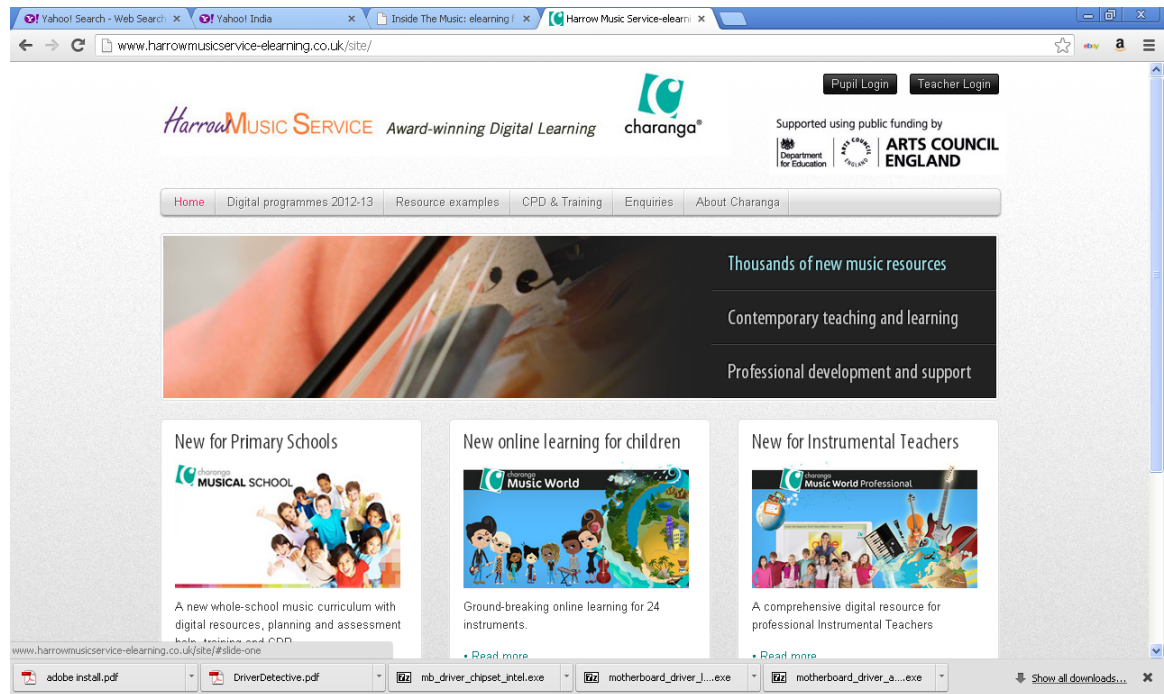 Yahoo! Search - Web Search
Yahoo! India
Inside The Music: elearning f
Harrow Music Service-elearni
www.harrowmusicservice-elearning.co.uk/site/
ebay
a
Pupil Login
Teacher Login
Harrow MUSIC SERVICE
Award-winning Digital Learning
charanga®
Supported using public funding by
Department for Education
ARTS COUNCIL
ENGLAND
Home
Digital programmes 2012-13
Resource examples
CPD & Training
Enquiries
About Charanga
Thousands of new music resources
Contemporary teaching and learning
Professional development and support
New for Primary Schools
charanga
MUSICAL SCHOOL
A new whole-school music curriculum with
digital resources, planning and assessment
help, training and CPD
New online learning for children
charanga
Music World
Ground-breaking online learning for 24
instruments.
• Read more
New for Instrumental Teachers
charanga
Music World Professional
A comprehensive digital resource for
professional Instrumental Teachers
• Read more
www.harrowmusicservice-elearning.co.uk/site/#slide-one
adobe install.pdf
DriverDetective.pdf
mb_driver_chipset_intel.exe
motherboard_driver_l....exe
motherboard_driver_a....exe
Show all downloads...